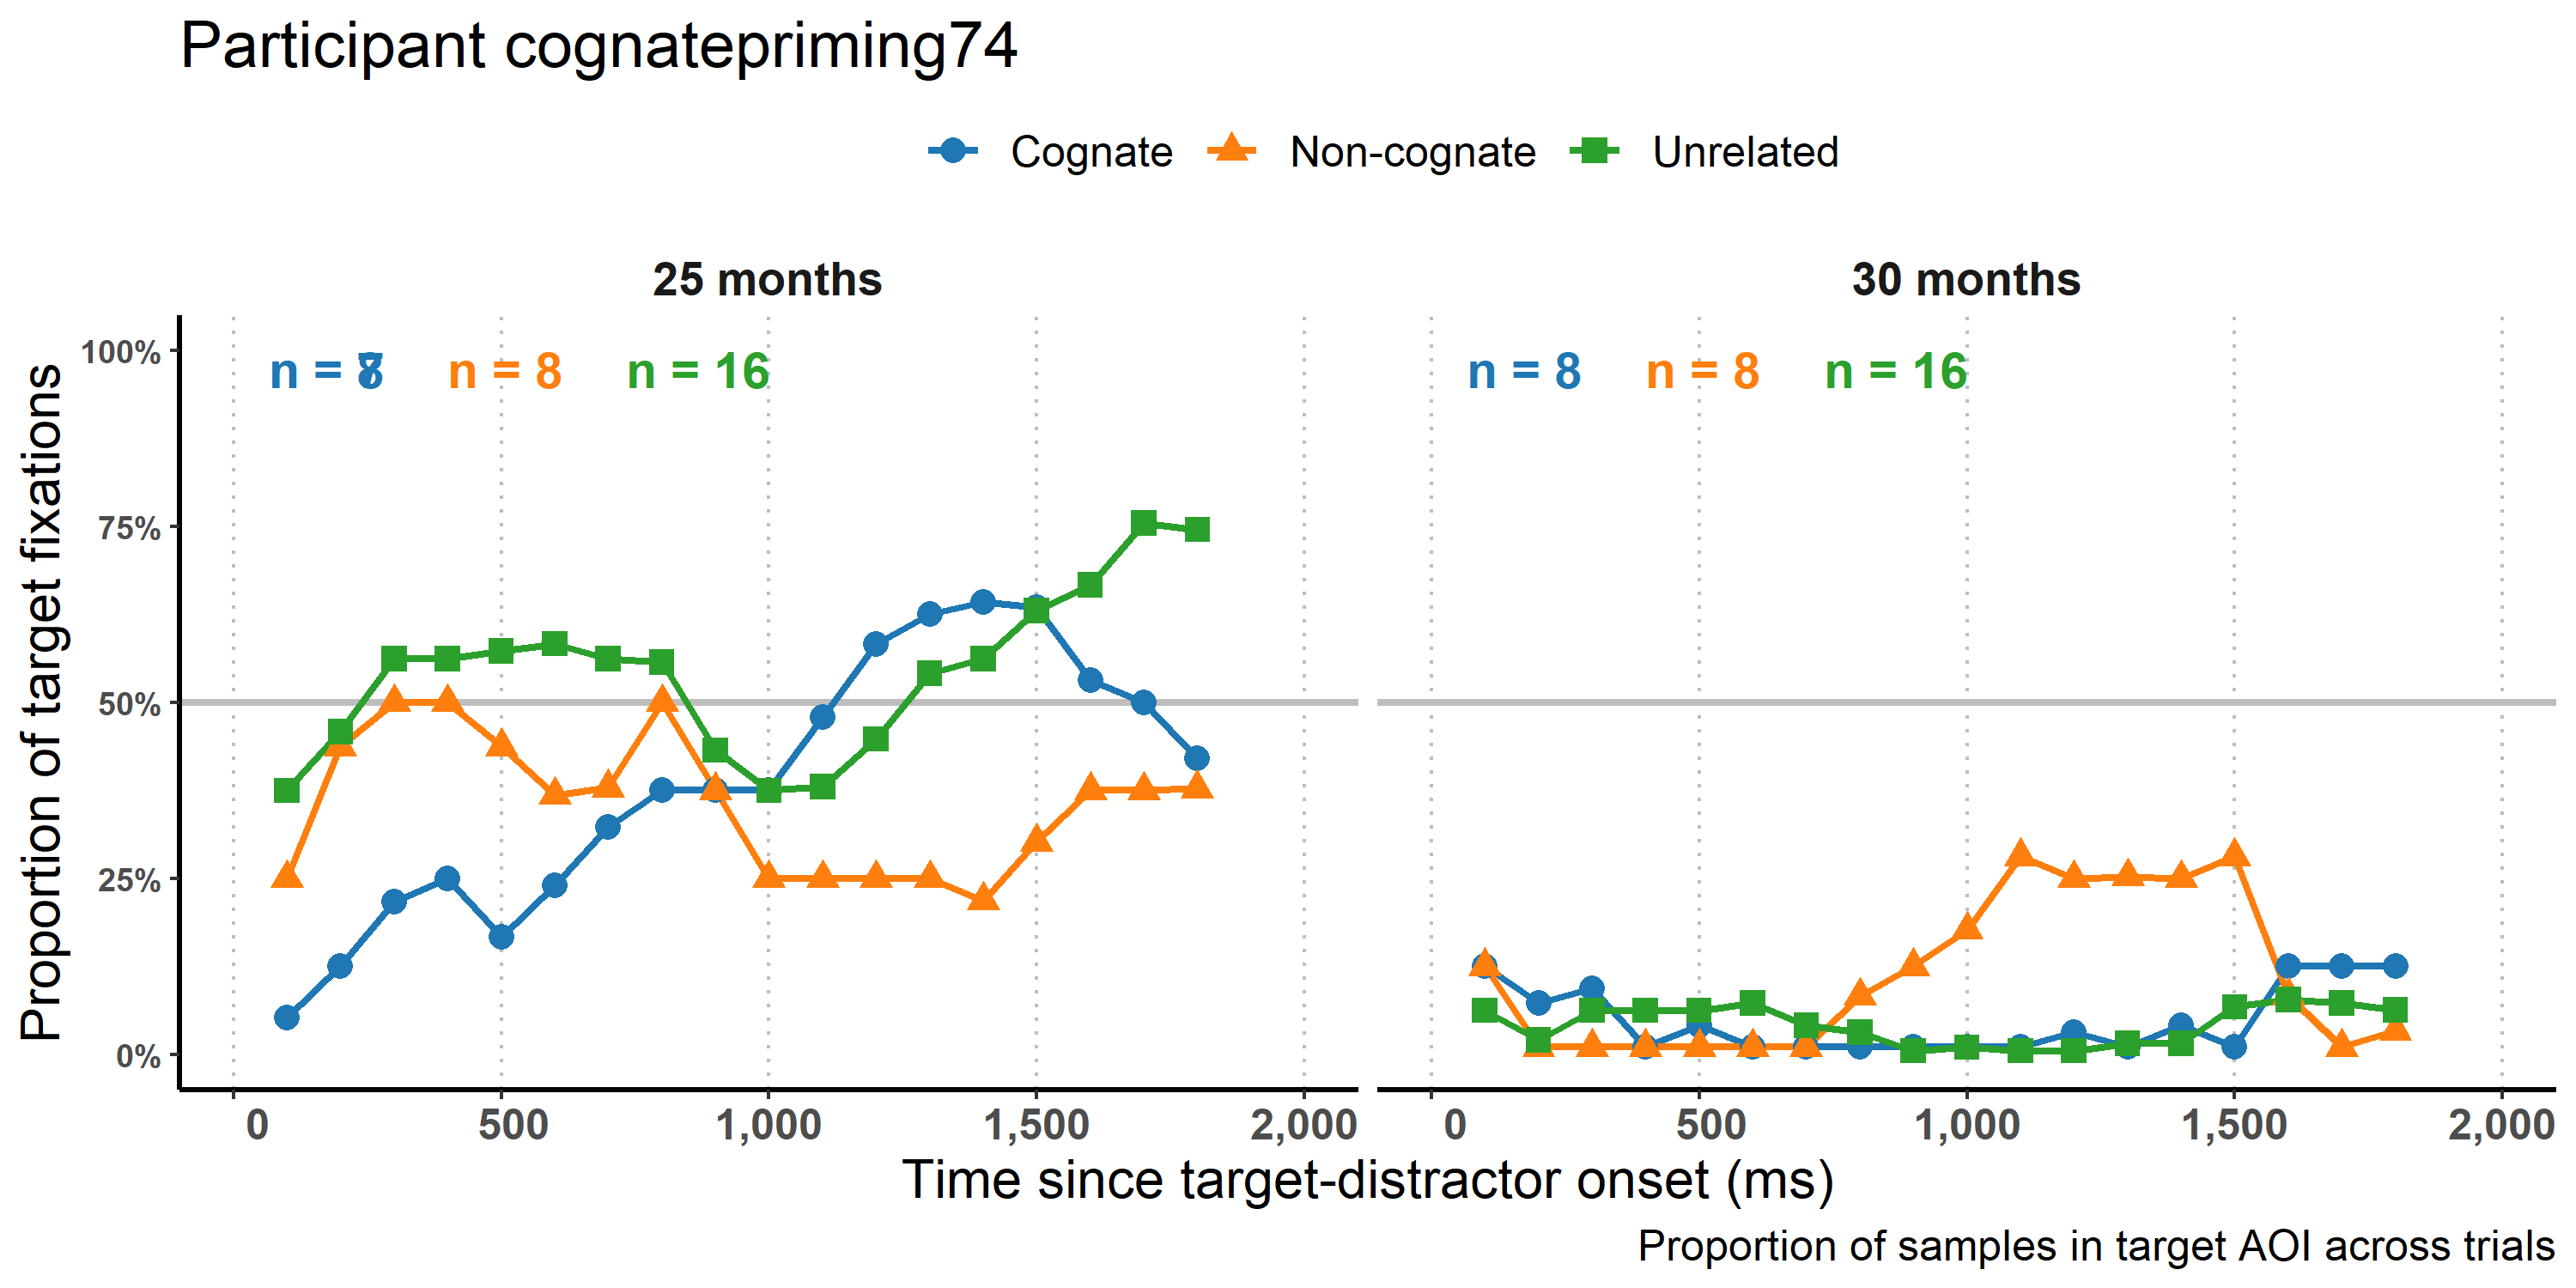 Participant cognatepriming74
Cognate Non-cognate Unrelated
25 months 30 months
n = n = 8 n = 16 n = 8 n = 8 n = 16
100%
75%
50%
25%
0%
Proportion of target fixations
0 500 1,000 1,500 2,000 0 500 1,000 1,500 2,000
Time since target-distractor onset (ms)
Proportion of samples in target AOI across trials